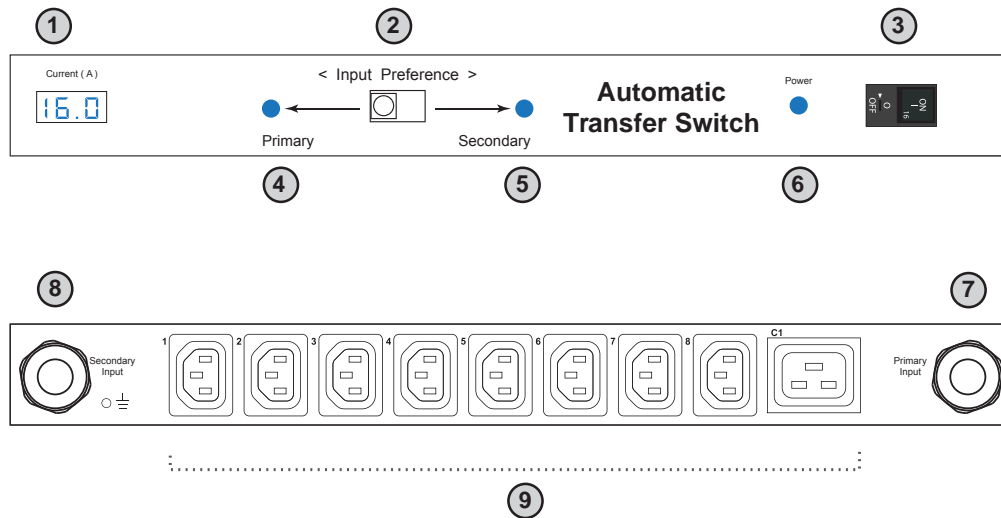 1
2
3
Current ( A )
16.0
< Input Preference >
Primary
Secondary
Automatic
Transfer Switch
Power
ON
I
16
O
OFF
4
5
6
8
7
Secondary
Input
1
2
3
4
5
6
7
8
C1
Primary
Input
9